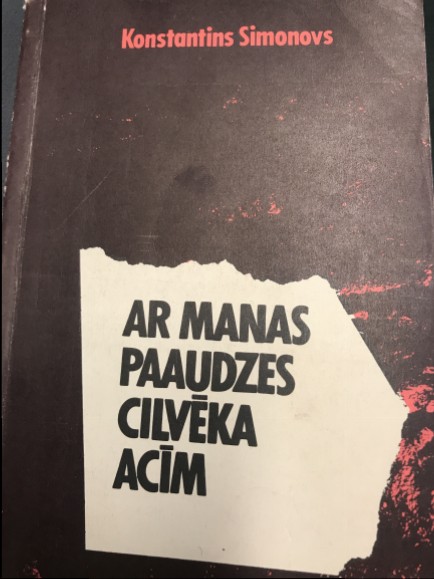 Konstantins Simonovs
AR MANAS
PAAUDZES
CILVĒKA
ACĪM